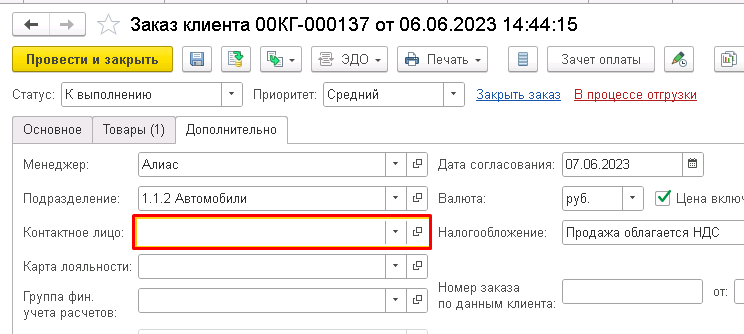 Заказ клиента 00КГ-000137 от 06.06.2023 14:44:15
Провести и закрыть ЭДО Печать Зачет оплаты
Статус: К выполнению Приоритет: Средний Закрыть заказ В процессе отгрузки
Основное Товары (1) Дополнительно
Менеджер: Алиас Дата согласования: 07.06.2023
Подразделение: 1.1.2 Автомобили Валюта: руб. Цена включ
Контактное лицо: Налогообложение: Продажа облагается НДС
Карта лояльности:
Группа фин. учета расчетов: Номер заказа по данным клиента: от: